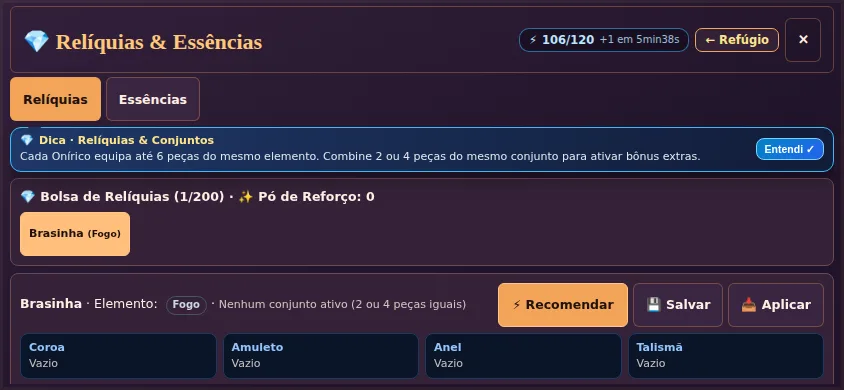 💎 Relíquias & Essências
⚡ 106/120 +1 em 5min38s
← Refúgio
✕
Relíquias
Essências
💎 Dica · Relíquias & Conjuntos
Cada Onírico equipa até 6 peças do mesmo elemento. Combine 2 ou 4 peças do mesmo conjunto para ativar bônus extras.
Entendi ✓
💎 Bolsa de Relíquias (1/200) · ✨ Pó de Reforço: 0
Brasinha (Fogo)
Brasinha · Elemento: Fogo · Nenhum conjunto ativo (2 ou 4 peças iguais)
⚡ Recomendar
💾 Salvar
📥 Aplicar
Coroa
Vazio
Amuleto
Vazio
Anel
Vazio
Talismã
Vazio